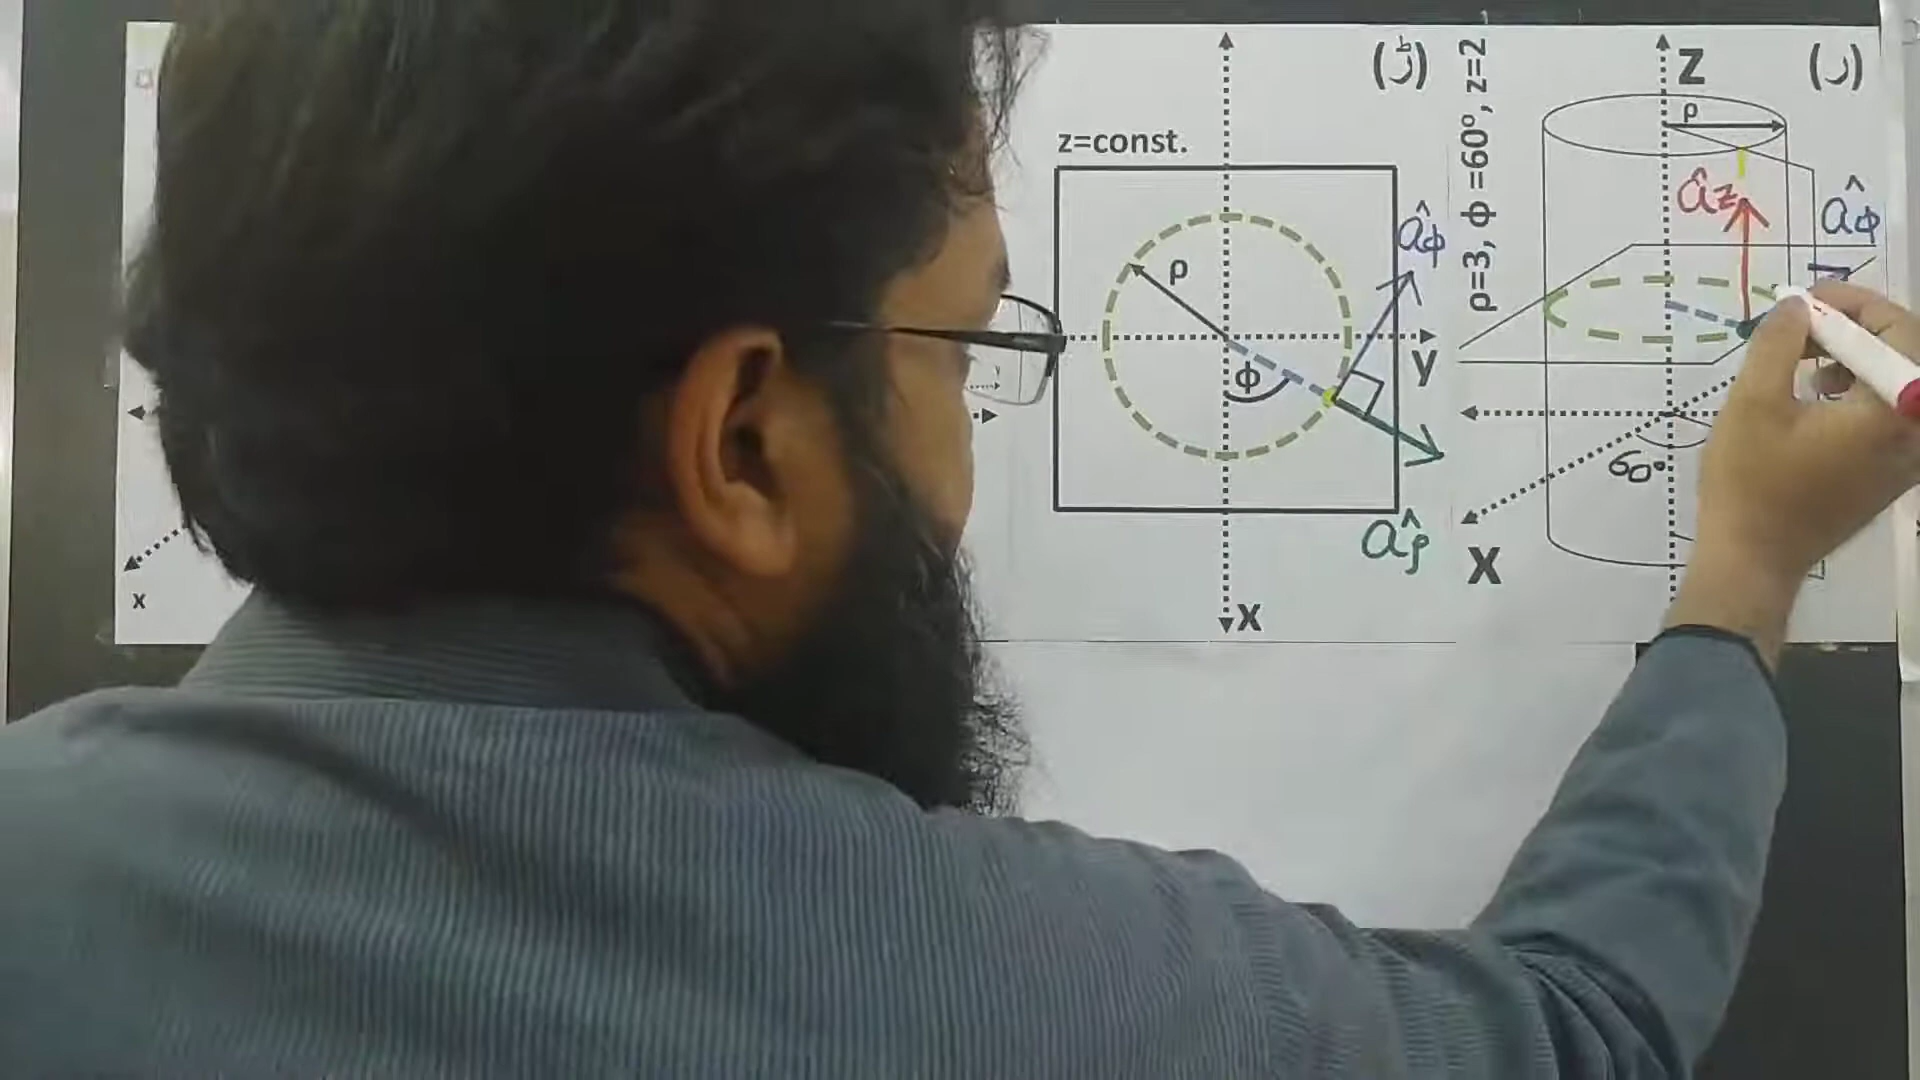 x
y
z=const.
ρ
ϕ
y
x
âϕ
âρ
(ڑ)
ρ=3, ϕ =60°, z=2
z
ρ
(ر)
âz
âϕ
60°
x